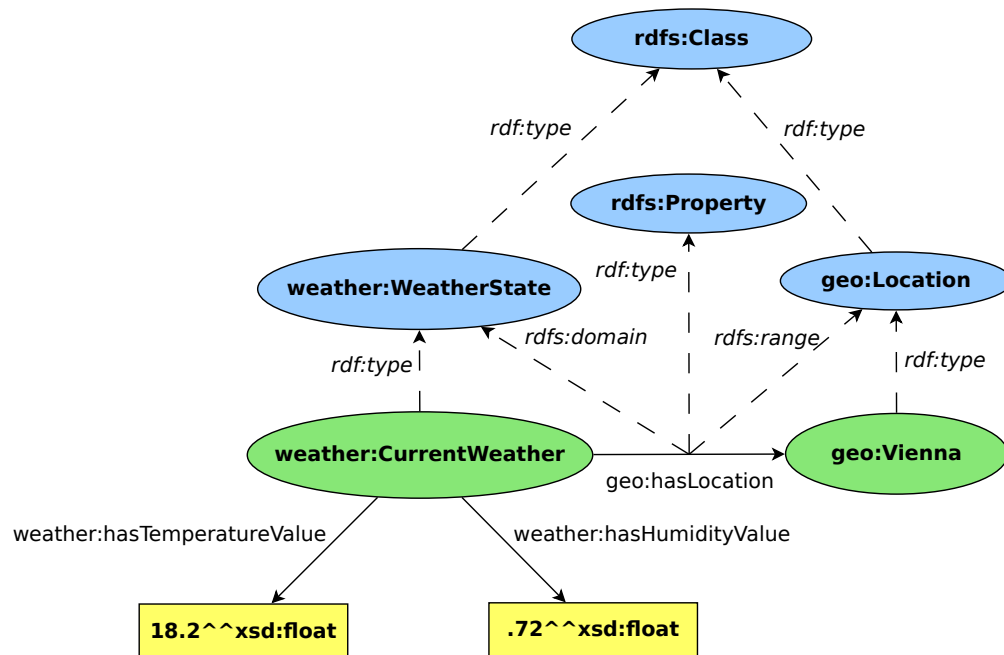 rdfs:Class
rdf:type
rdf:type
rdfs:Property
rdf:type
weather:WeatherState
geo:Location
rdfs:domain
rdfs:range
rdf:type
rdf:type
weather:CurrentWeather
geo:Vienna
geo:hasLocation
weather:hasTemperatureValue
weather:hasHumidityValue
18.2^^xsd:float
.72^^xsd:float